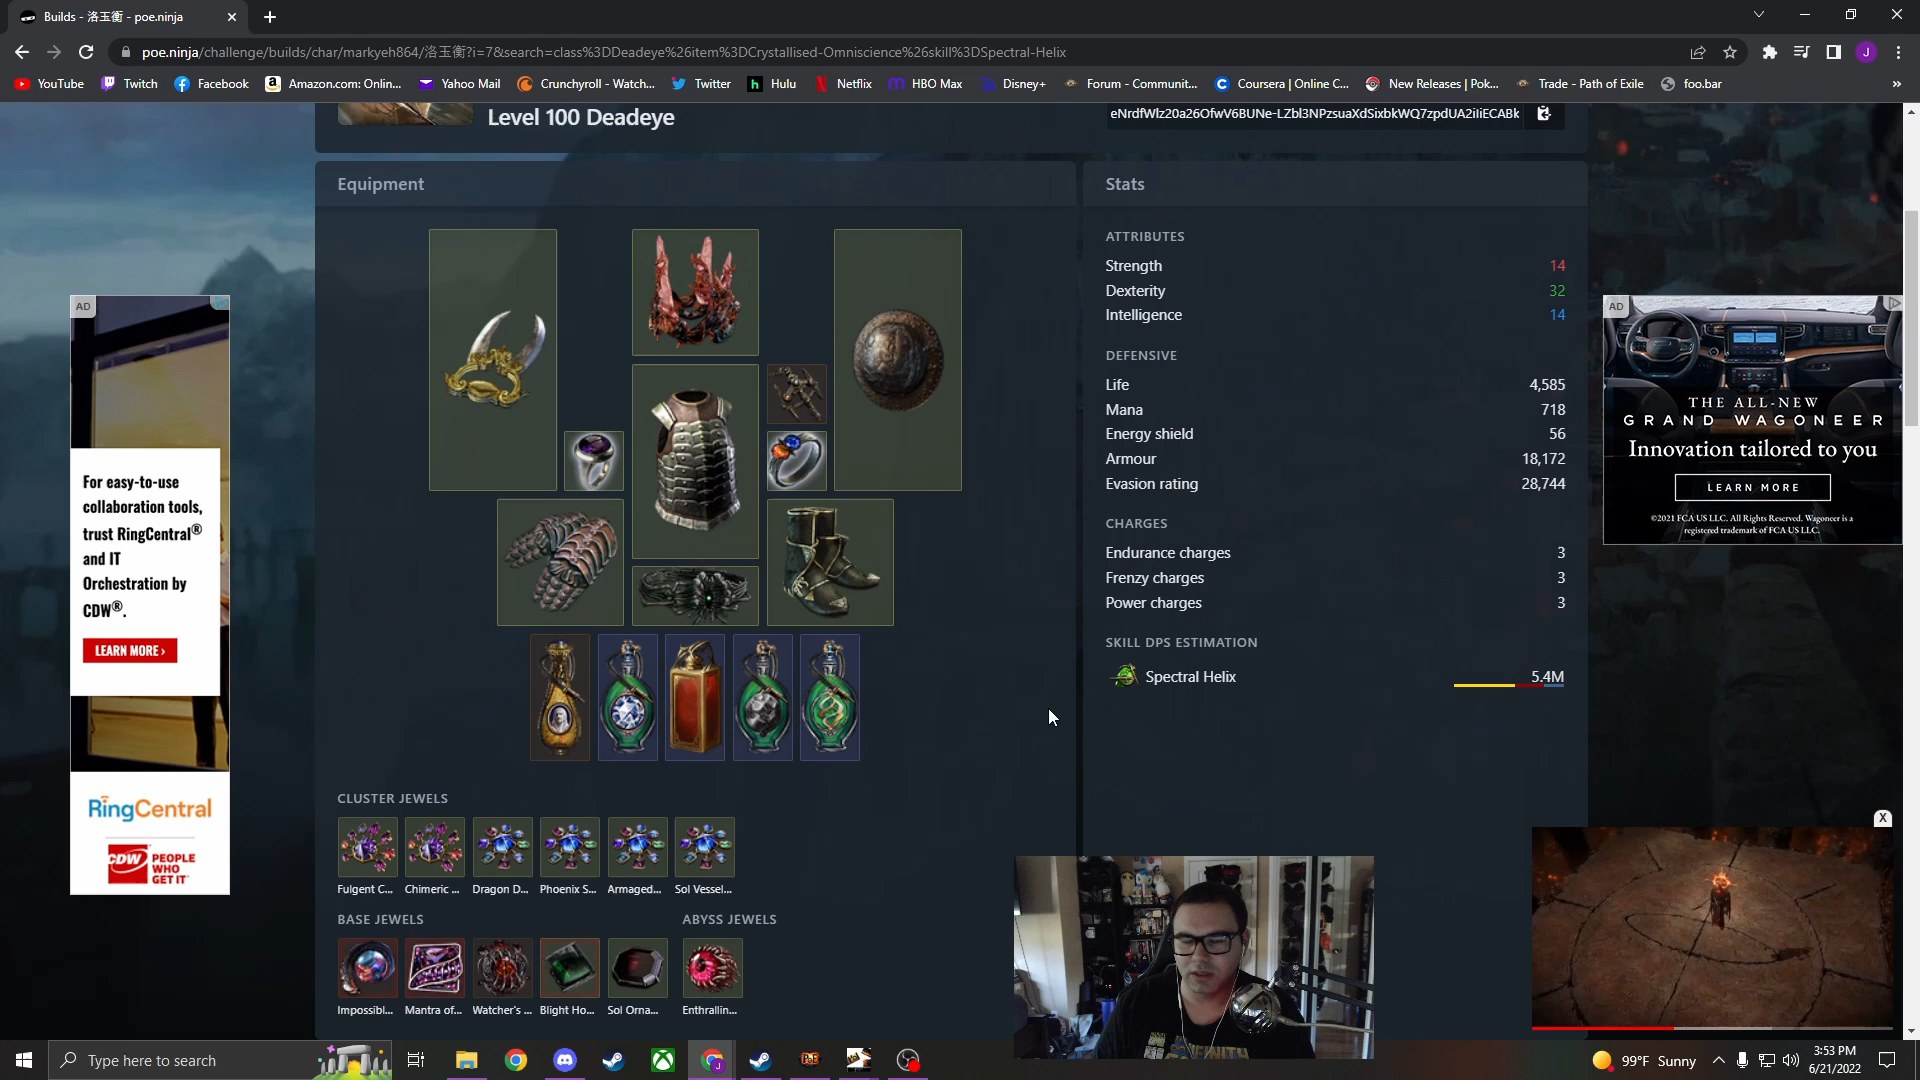 Builds - 洛玉衡 - poe.ninja
poe.ninja/challenge/builds/char/markyeh864/洛玉衡?i=7&search=class%3DDeadeye%26item%3DCrystallised-Omniscience%26skill%3DSpectral-Helix
J
YouTube
Twitch
Facebook
Amazon.com: Onlin...
Yahoo Mail
Crunchyroll - Watch...
Twitter
Hulu
Netflix
HBO Max
Disney+
Forum - Communit...
Coursera | Online C...
New Releases | Pok...
Trade - Path of Exile
foo.bar
Level 100 Deadeye
Equipment
Stats
ATTRIBUTES
Strength 14
Dexterity 32
Intelligence 14
DEFENSIVE
Life 4,585
Mana 718
Energy shield 56
Armour 18,172
Evasion rating 28,744
CHARGES
Endurance charges 3
Frenzy charges 3
Power charges 3
SKILL DPS ESTIMATION
Spectral Helix 5.4M
CLUSTER JEWELS
Fulgent C...
Chimeric ...
Dragon D...
Phoenix S...
Armaged...
Sol Vessel...
BASE JEWELS
ABYSS JEWELS
Impossibl...
Mantra of...
Watcher's ...
Blight Ho...
Sol Orna...
Enthrallin...
AD
For easy-to-use
collaboration tools,
trust RingCentral®
and IT
Orchestration by
CDW®.
LEARN MORE ›
RingCentral
CDW
PEOPLE
WHO
GET IT
AD
THE ALL-NEW
GRAND WAGONEER
Innovation tailored to you
LEARN MORE
©2021 FCA US LLC. All Rights Reserved. Wagoneer is a
registered trademark of FCA US LLC.
X
Type here to search
99°F Sunny
3:53 PM
6/21/2022